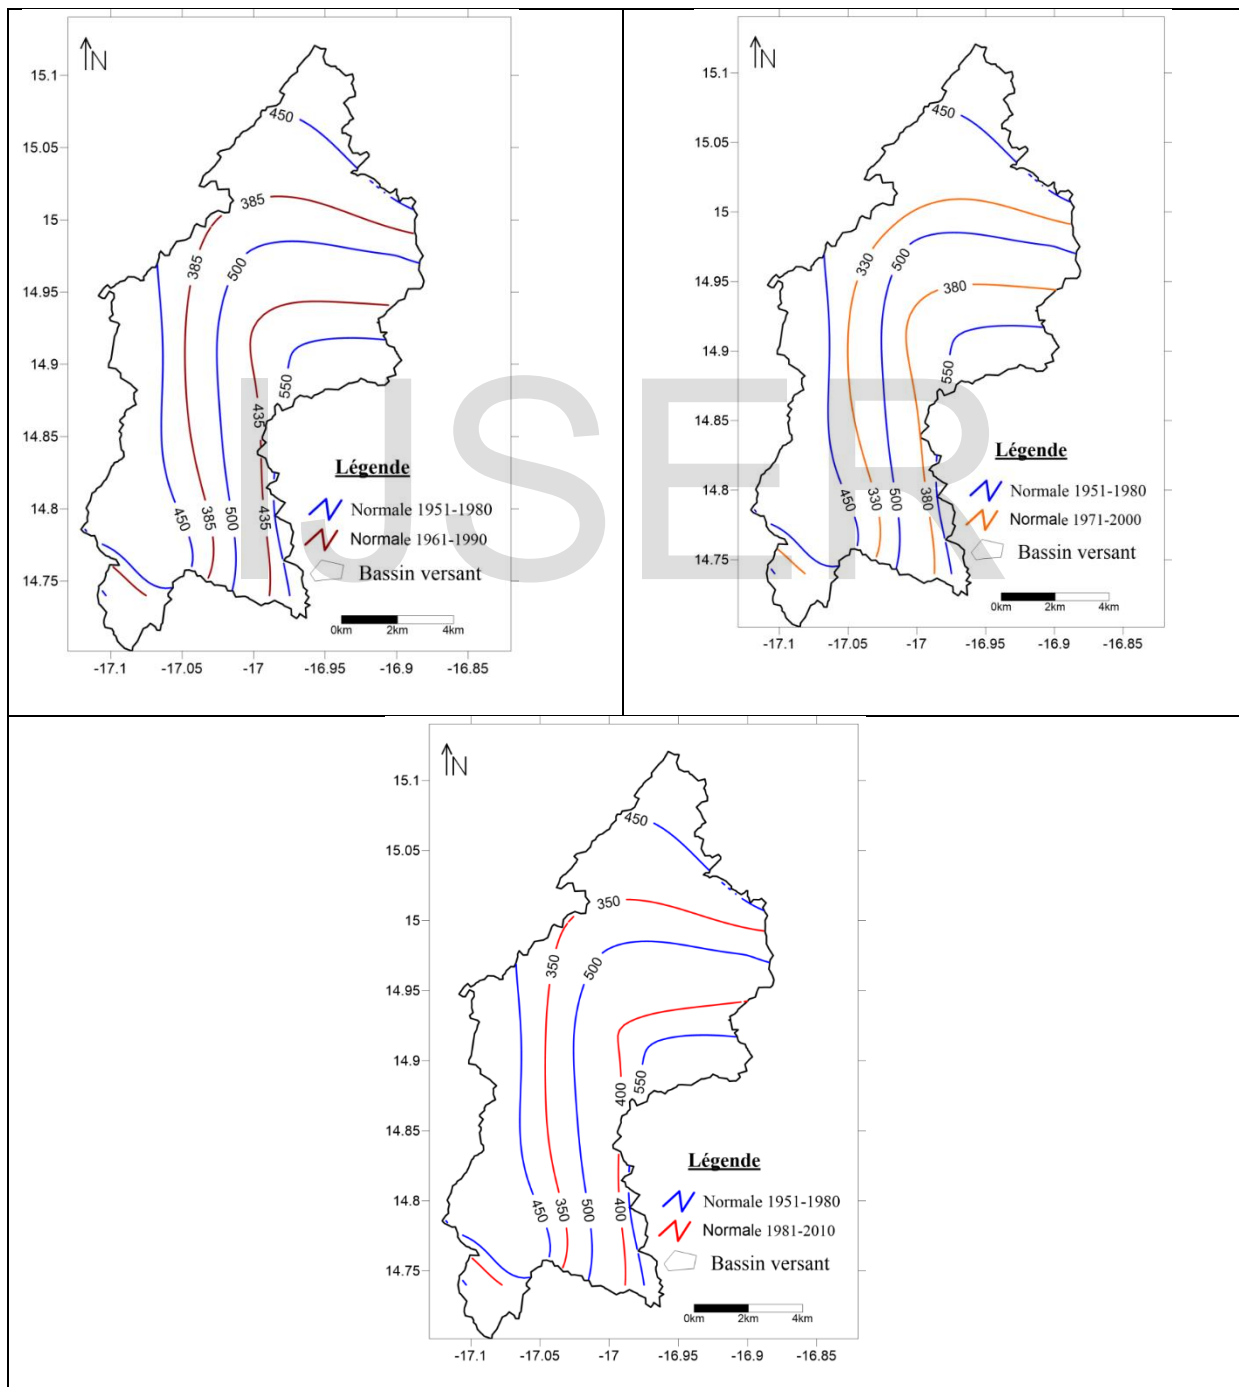 N
15.1
450
15.05
385
15
385
500
14.95
14.9
550
435
14.85
Légende
14.8
450
385
500
435
Normale 1951-1980
Normale 1961-1990
14.75
Bassin versant
0km 2km 4km
-17.1 -17.05 -17 -16.95 -16.9 -16.85
N
15.1
450
15.05
15
330
500
14.95
380
14.9
550
14.85
Légende
14.8
450
330
500
380
Normale 1951-1980
Normale 1971-2000
14.75
Bassin versant
0km 2km 4km
-17.1 -17.05 -17 -16.95 -16.9 -16.85
IJSER
N
15.1
450
15.05
350
15
350
500
14.95
14.9
400
550
14.85
Légende
14.8
450
350
500
400
Normale 1951-1980
Normale 1981-2010
14.75
Bassin versant
0km 2km 4km
-17.1 -17.05 -17 -16.95 -16.9 -16.85